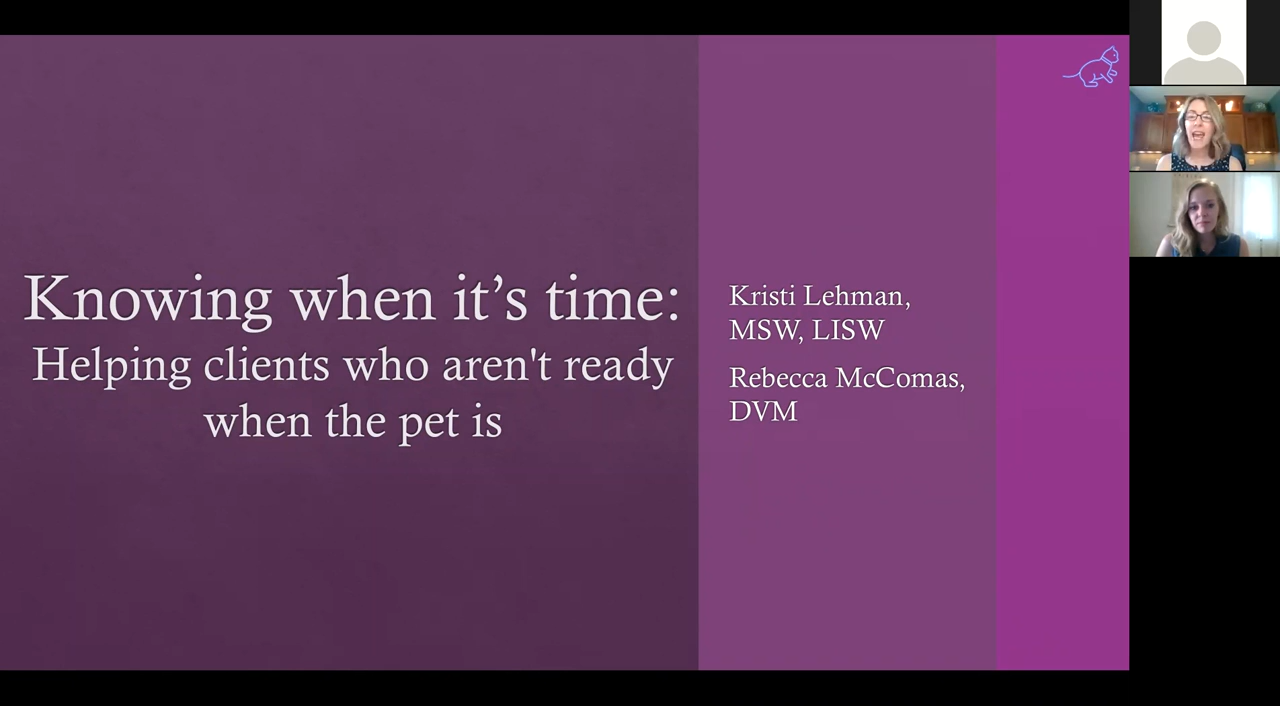 Knowing when it’s time:
Helping clients who aren't ready
when the pet is
Kristi Lehman,
MSW, LISW
Rebecca McComas,
DVM